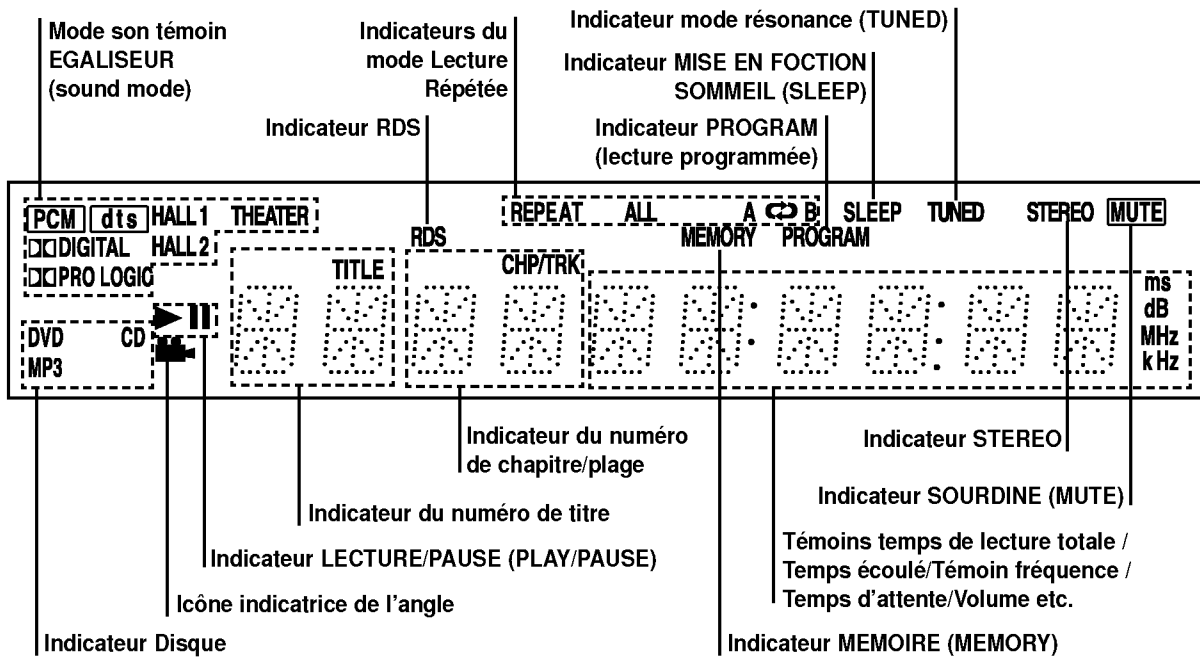 Mode son témoin
EGALISEUR
(sound mode)
Indicateurs du
mode Lecture
Répétée
Indicateur RDS
Indicateur mode résonance (TUNED)
Indicateur MISE EN FOCTION
SOMMEIL (SLEEP)
Indicateur PROGRAM
(lecture programmée)
PCM dts HALL 1 THEATER
REPEAT ALL A B SLEEP TUNED STEREO MUTE
DIGITAL HALL 2
RDS MEMORY PROGRAM
PRO LOGIC
TITLE CHP/TRK
ms
dB
MHz
kHz
DVD CD
MP3
Indicateur du numéro
de chapitre/plage
Indicateur STEREO
Indicateur SOURDINE (MUTE)
Indicateur du numéro de titre
Témoins temps de lecture totale /
Temps écoulé/Témoin fréquence /
Temps d'attente/Volume etc.
Indicateur LECTURE/PAUSE (PLAY/PAUSE)
Icône indicatrice de l'angle
Indicateur Disque
Indicateur MEMOIRE (MEMORY)